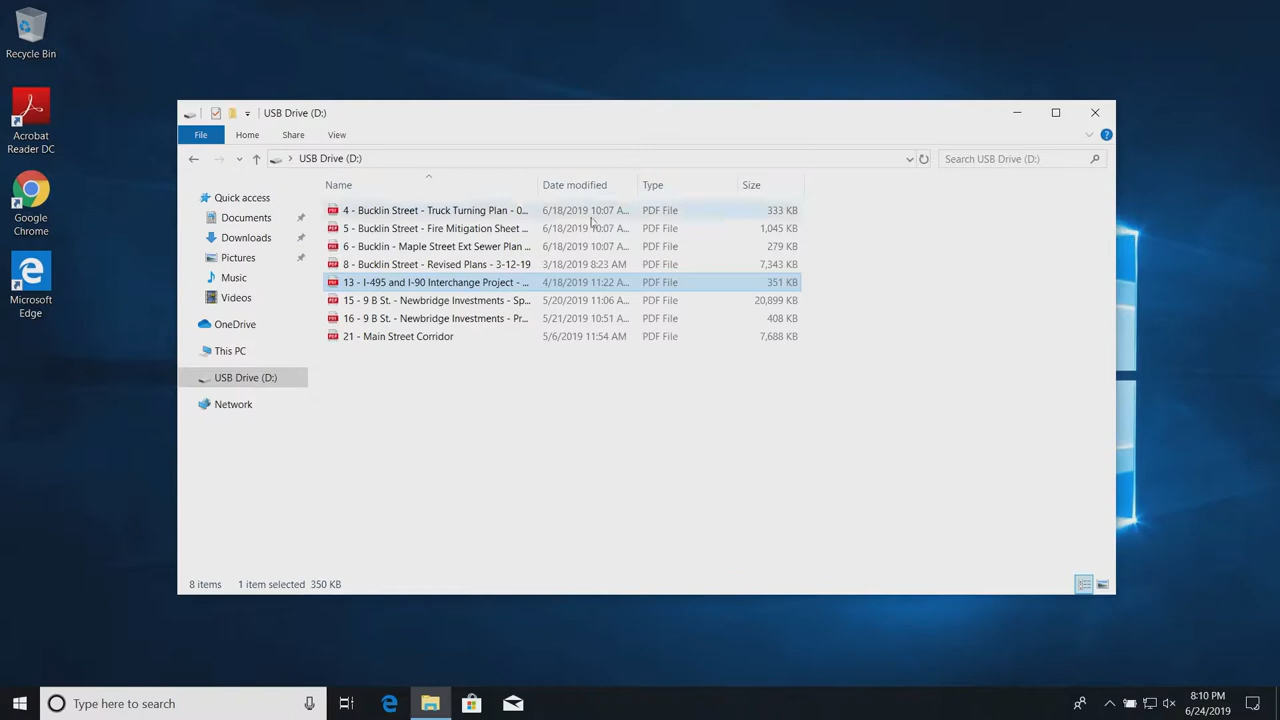 Recycle Bin
Acrobat
Reader DC
Google
Chrome
Microsoft
Edge
USB Drive (D:)
File Home Share View
USB Drive (D:)
Search USB Drive (D:)
Quick access
Documents
Downloads
Pictures
Music
Videos
OneDrive
This PC
USB Drive (D:)
Network
Name Date modified Type Size
4 - Bucklin Street - Truck Turning Plan - 0... 6/18/2019 10:07 A... PDF File 333 KB
5 - Bucklin Street - Fire Mitigation Sheet ... 6/18/2019 10:07 A... PDF File 1,045 KB
6 - Bucklin - Maple Street Ext Sewer Plan ... 6/18/2019 10:07 A... PDF File 279 KB
8 - Bucklin Street - Revised Plans - 3-12-19 3/18/2019 8:23 AM PDF File 7,343 KB
13 - I-495 and I-90 Interchange Project - ... 4/18/2019 11:22 A... PDF File 351 KB
15 - 9 B St. - Newbridge Investments - Sp... 5/20/2019 11:06 A... PDF File 20,899 KB
16 - 9 B St. - Newbridge Investments - Pr... 5/21/2019 10:51 A... PDF File 408 KB
21 - Main Street Corridor 5/6/2019 11:54 AM PDF File 7,688 KB
8 items 1 item selected 350 KB
Type here to search
8:10 PM
6/24/2019